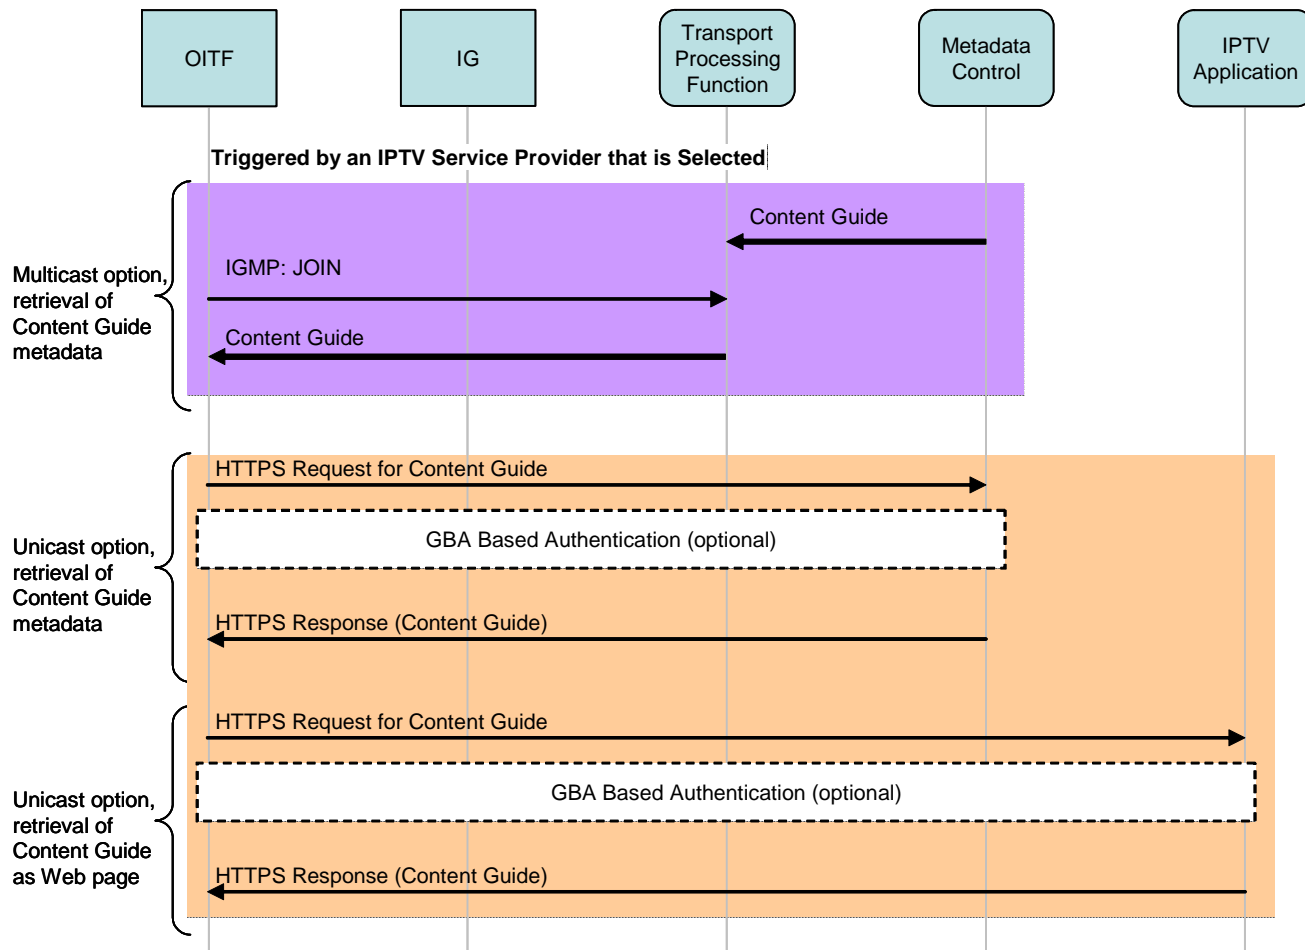 OITF
IG
Transport
Processing
Function
Metadata
Control
IPTV
Application
Triggered by an IPTV Service Provider that is Selected
Content Guide
Multicast option,
retrieval of
Content Guide
metadata
IGMP: JOIN
Content Guide
HTTPS Request for Content Guide
Unicast option,
retrieval of
Content Guide
metadata
GBA Based Authentication (optional)
HTTPS Response (Content Guide)
HTTPS Request for Content Guide
Unicast option,
retrieval of
Content Guide
as Web page
GBA Based Authentication (optional)
HTTPS Response (Content Guide)